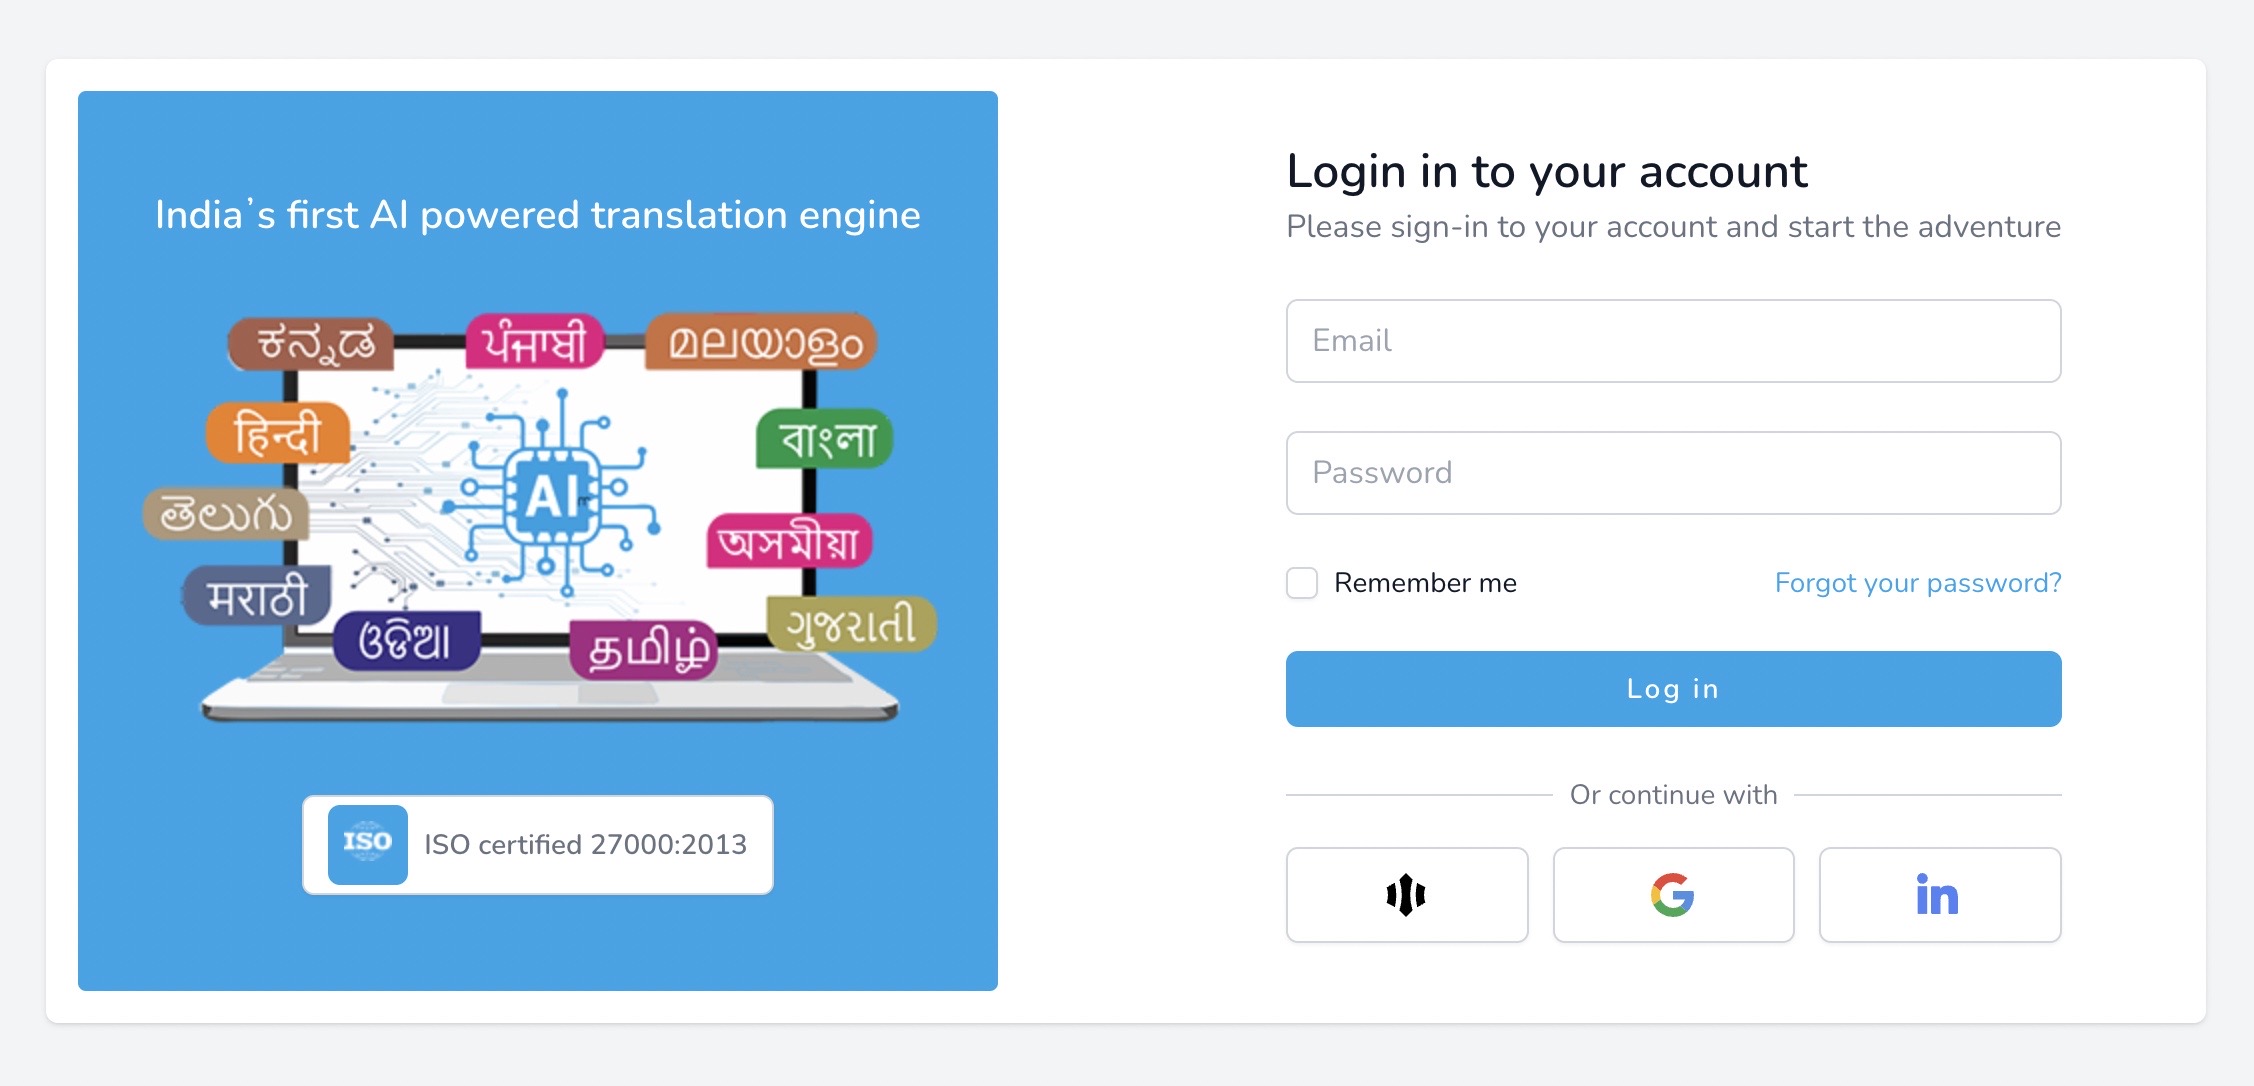 India's first AI powered translation engine
ಕನ್ನಡ
ਪੰਜਾਬੀ
മലയാളം
हिन्दी
বাংলা
తెలుగు
AI
অসমীয়া
मराठी
ગુજરાતી
ଓଡିଆ
தமிழ்
ISO
ISO certified 27000:2013
Login in to your account
Please sign-in to your account and start the adventure
Email
Password
Remember me
Forgot your password?
Log in
Or continue with
G
in